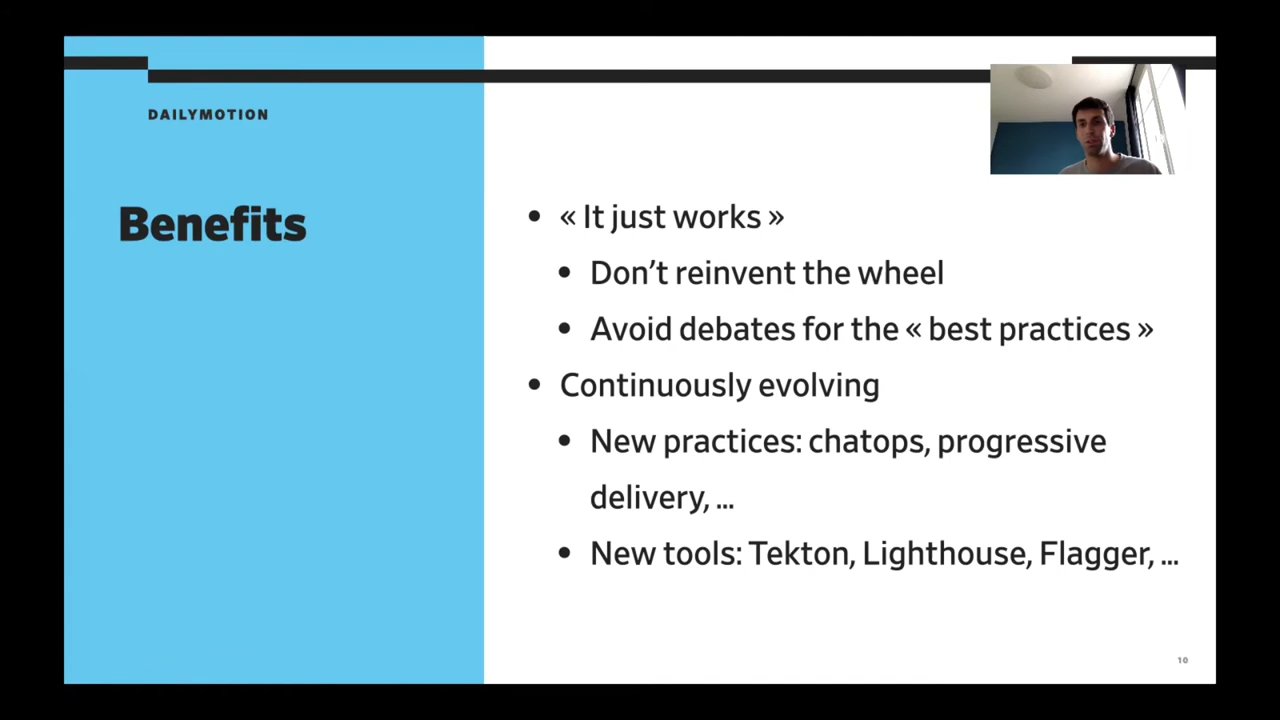 DAILYMOTION
Benefits
• « It just works »
• Don’t reinvent the wheel
• Avoid debates for the « best practices »
• Continuously evolving
• New practices: chatops, progressive
delivery, ...
• New tools: Tekton, Lighthouse, Flagger, ...
10